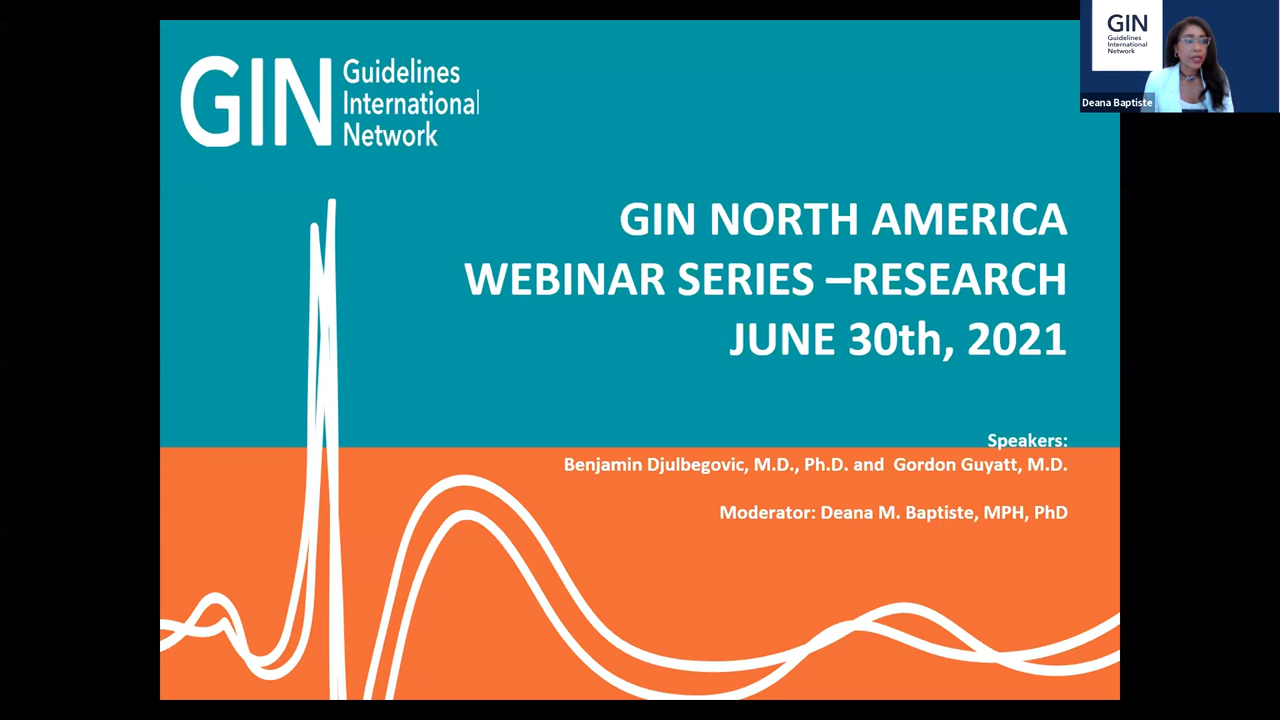 GIN
Guidelines
International
Network
GIN NORTH AMERICA
WEBINAR SERIES –RESEARCH
JUNE 30th, 2021
Speakers:
Benjamin Djulbegovic, M.D., Ph.D. and Gordon Guyatt, M.D.
Moderator: Deana M. Baptiste, MPH, PhD
GIN
Guidelines
International
Network
Deana Baptiste